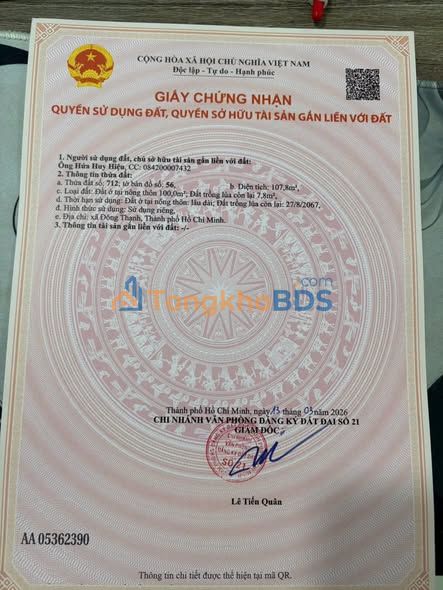 CỘNG HÒA XÃ HỘI CHỦ NGHĨA VIỆT NAM
Độc lập - Tự do - Hạnh phúc
GIẤY CHỨNG NHẬN
QUYỀN SỬ DỤNG ĐẤT, QUYỀN SỞ HỮU TÀI SẢN GẮN LIỀN VỚI ĐẤT
1. Người sử dụng đất, chủ sở hữu tài sản gắn liền với đất:
Ông Hứa Huy Hiệu, CC: 084200007432
2. Thông tin thửa đất:
a. Thửa đất số: 712; tờ bản đồ số: 56, b. Diện tích: 107,8m²,
c. Loại đất: Đất ở tại nông thôn 100,0m²; Đất trồng lúa còn lại 7,8m²,
d. Thời hạn sử dụng: Đất ở tại nông thôn: lâu dài; Đất trồng lúa còn lại: 27/8/2067,
đ. Hình thức sử dụng: Sử dụng riêng,
e. Địa chỉ: xã Đông Thạnh, Thành phố Hồ Chí Minh.
3. Thông tin tài sản gắn liền với đất: -/-
TongkhoBDS.com
Thành phố Hồ Chí Minh, ngày 13 tháng 03 năm 2026
CHI NHÁNH VĂN PHÒNG ĐĂNG KÝ ĐẤT ĐAI SỐ 21
GIÁM ĐỐC
Lê Tiến Quân
AA 05362390
Thông tin chi tiết được thể hiện tại mã QR.